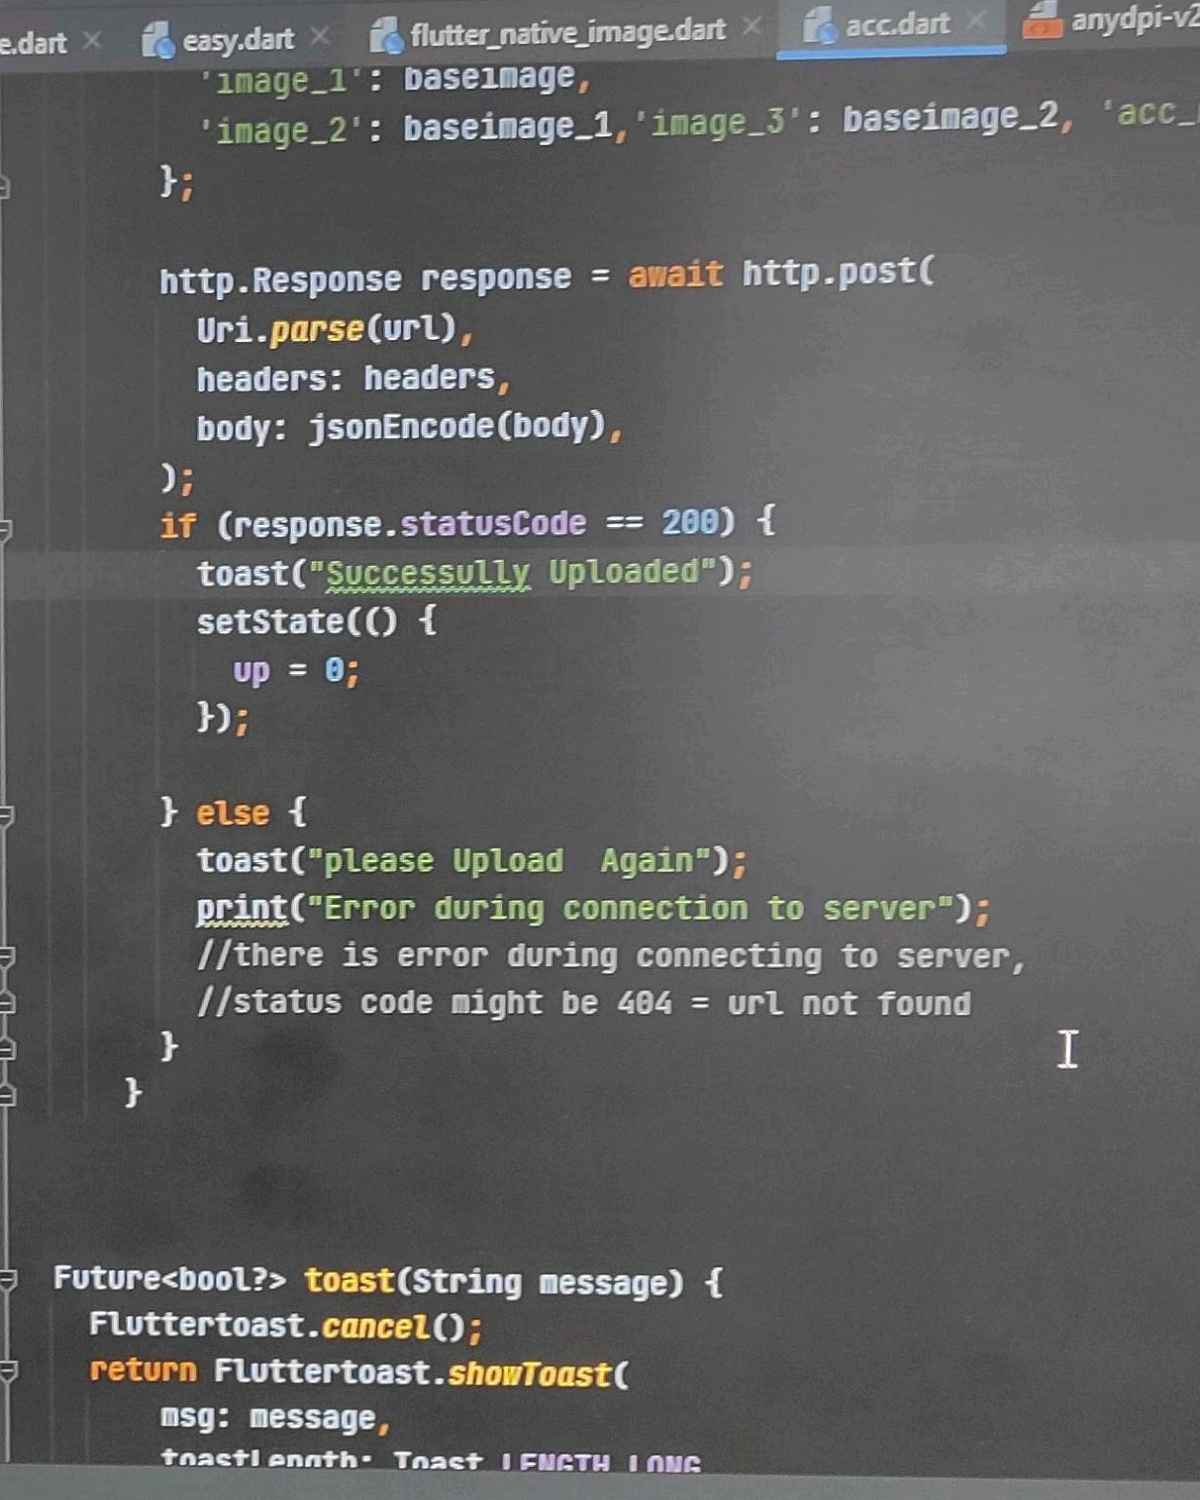 e.dart × easy.dart × flutter_native_image.dart × acc.dart × anydpi-v2
'image_1': baseimage,
'image_2': baseimage_1,'image_3': baseimage_2, 'acc_
};
http.Response response = await http.post(
Uri.parse(url),
headers: headers,
body: jsonEncode(body),
);
if (response.statusCode == 200) {
toast("Successully Uploaded");
setState(() {
up = 0;
});
} else {
toast("please Upload  Again");
print("Error during connection to server");
//there is error during connecting to server,
//status code might be 404 = url not found
}
}
Future<bool?> toast(String message) {
Fluttertoast.cancel();
return Fluttertoast.showToast(
msg: message,
toastLength: Toast.LENGTH_LONG